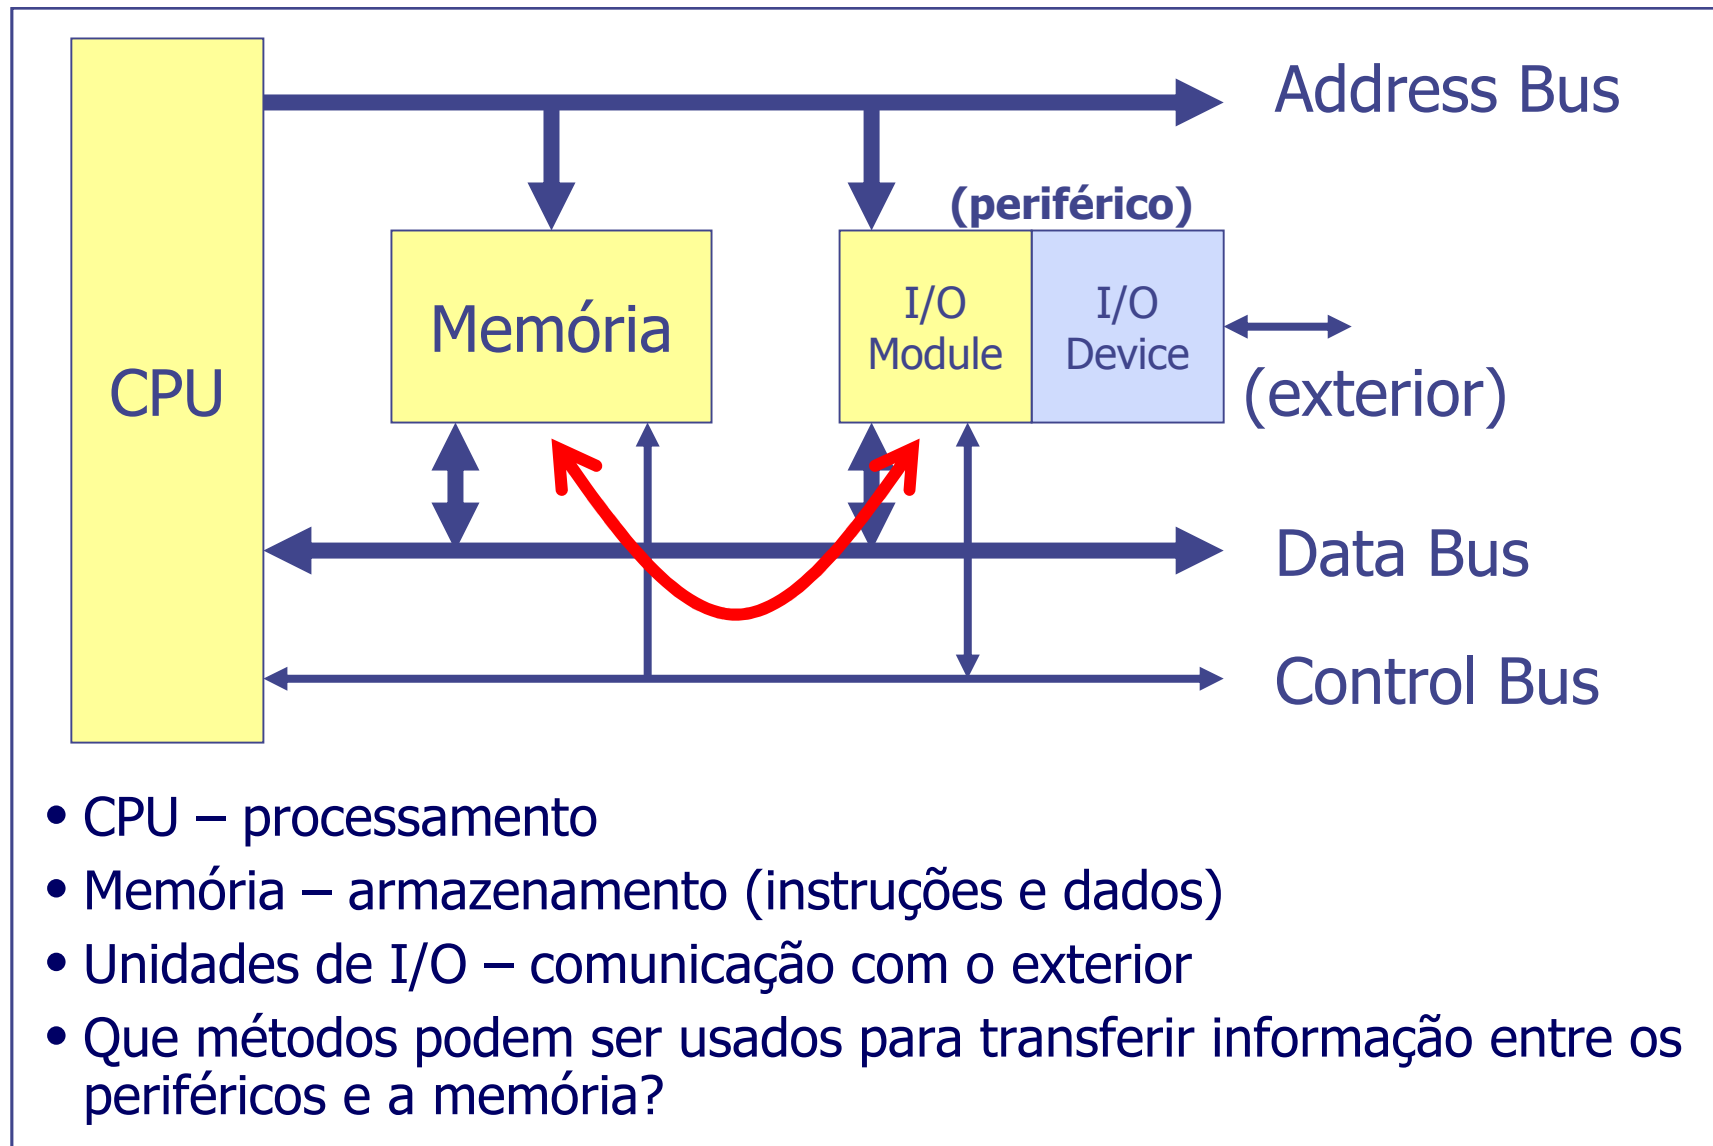 Address Bus
(periférico)
CPU
Memória
I/O
Module
I/O
Device
(exterior)
Data Bus
Control Bus
• CPU – processamento
• Memória – armazenamento (instruções e dados)
• Unidades de I/O – comunicação com o exterior
• Que métodos podem ser usados para transferir informação entre os
periféricos e a memória?